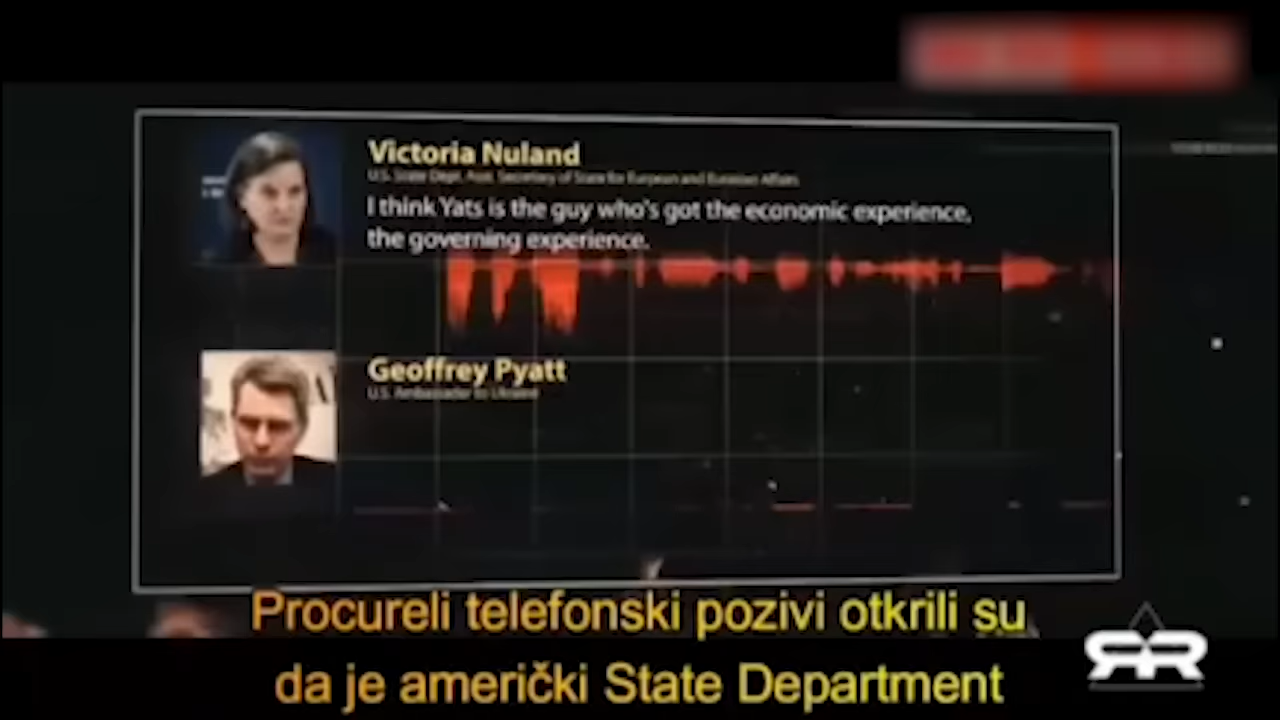 Victoria Nuland
U.S. State Dept. Asst. Secretary of State for Eurpean and Eurasian Affairs
I think Yats is the guy who's got the economic experience,
the governing experience.
Geoffrey Pyatt
U.S. Ambassador to Ukraine
Procureli telefonski pozivi otkrili su
da je američki State Department